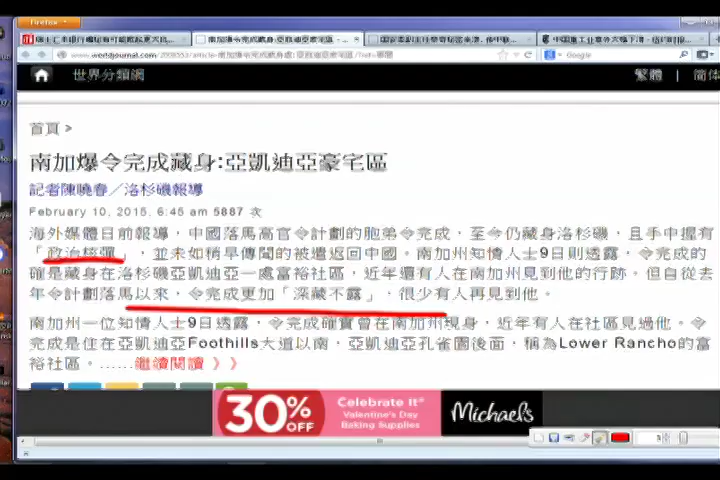 Firefox
www.worldjournal.com
Google
世界分類網
繁體 | 簡体
首頁 >
南加爆令完成藏身:亞凱迪亞豪宅區
記者陳曉春／洛杉磯報導
February 10, 2015, 6:45 am 5887 次
海外媒體日前報導，中國落馬高官令計劃的胞弟令完成，至今仍藏身洛杉磯，且手中握有
「政治核彈」，並未如稍早傳聞的被遣返回中國。南加州知情人士9日則透露，令完成的
確是藏身在洛杉磯亞凱迪亞一處富裕社區，近年還有人在南加州見到他的行跡。但自從去
年令計劃落馬以來，令完成更加「深藏不露」，很少有人再見到他。
南加州一位知情人士9日透露，令完成確實曾在南加州現身，近年有人在社區見過他。令
完成是住在亞凱迪亞Foothills大道以南，亞凱迪亞孔雀園後面，稱為Lower Rancho的富
裕社區。......繼續閱讀 》》
30% OFF
Celebrate It®
Valentine's Day
Baking Supplies
Michaels